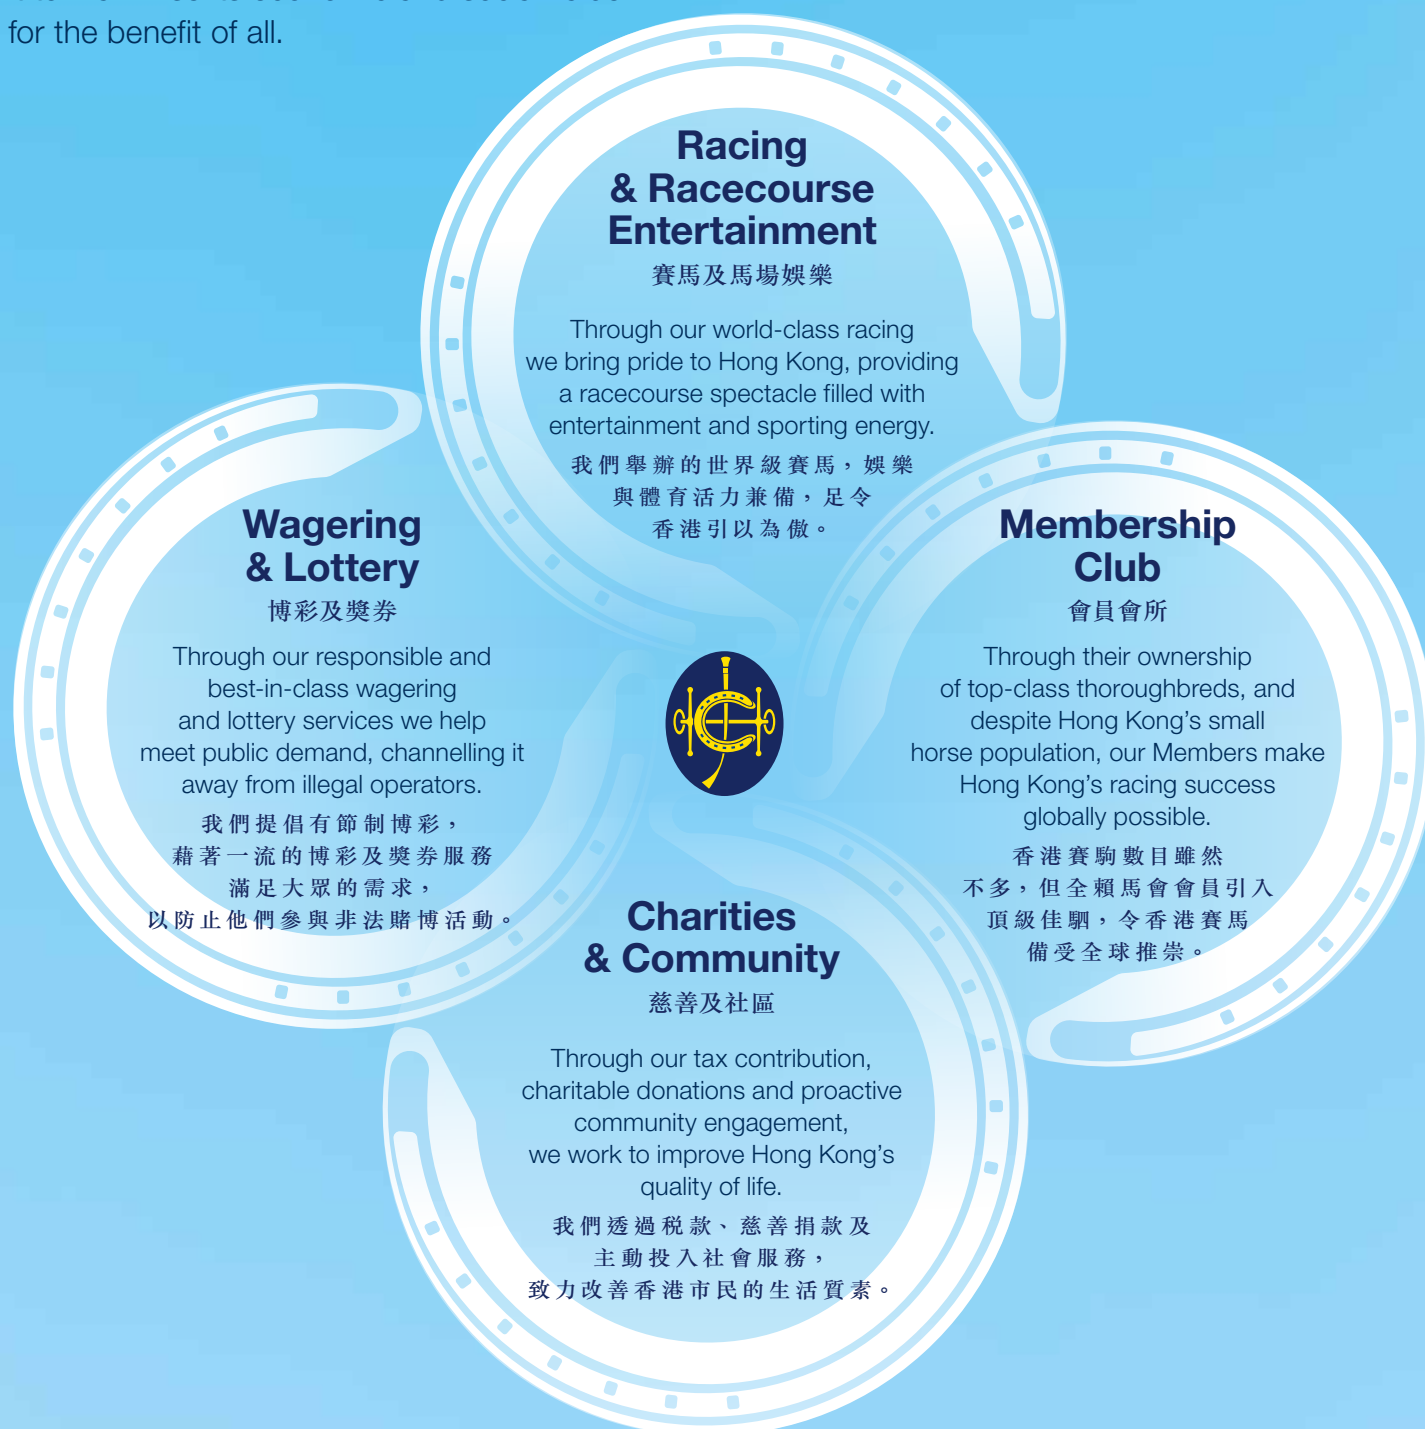 for the benefit of all.
Racing
& Racecourse
Entertainment
賽馬及馬場娛樂
Through our world-class racing
we bring pride to Hong Kong, providing
a racecourse spectacle filled with
entertainment and sporting energy.
我們舉辦的世界級賽馬，娛樂
與體育活力兼備，足令
香港引以為傲。
Wagering
& Lottery
博彩及獎券
Through our responsible and
best-in-class wagering
and lottery services we help
meet public demand, channelling it
away from illegal operators.
我們提倡有節制博彩，
藉著一流的博彩及獎券服務
滿足大眾的需求，
以防止他們參與非法賭博活動。
Membership
Club
會員會所
Through their ownership
of top-class thoroughbreds, and
despite Hong Kong’s small
horse population, our Members make
Hong Kong’s racing success
globally possible.
香港賽駒數目雖然
不多，但全賴馬會會員引入
頂級佳駟，令香港賽馬
備受全球推崇。
Charities
& Community
慈善及社區
Through our tax contribution,
charitable donations and proactive
community engagement,
we work to improve Hong Kong’s
quality of life.
我們透過税款、慈善捐款及
主動投入社會服務，
致力改善香港市民的生活質素。